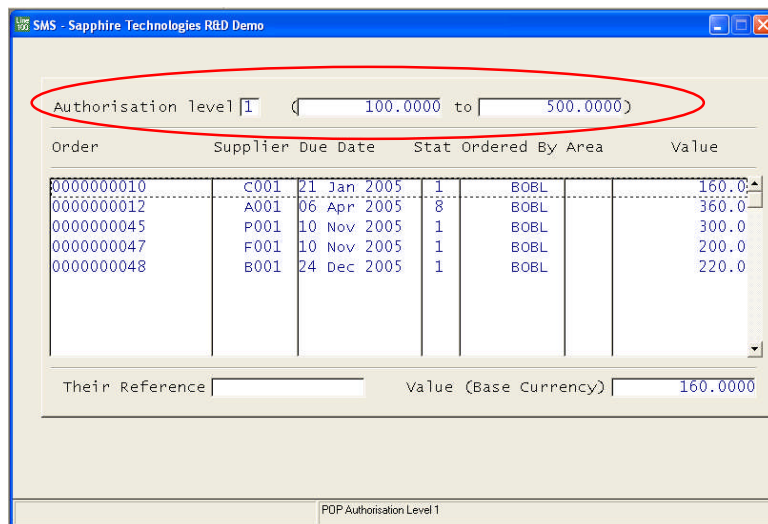 Line 100 SMS - Sapphire Technologies R&D Demo
Authorisation level 1 ( 100.0000 to 500.0000)
Order Supplier Due Date Stat Ordered By Area Value
0000000010 C001 21 Jan 2005 1 BOBL 160.0
0000000012 A001 06 Apr 2005 8 BOBL 360.0
0000000045 P001 10 Nov 2005 1 BOBL 300.0
0000000047 F001 10 Nov 2005 1 BOBL 200.0
0000000048 B001 24 Dec 2005 1 BOBL 220.0
Their Reference Value (Base Currency) 160.0000
POP Authorisation Level 1